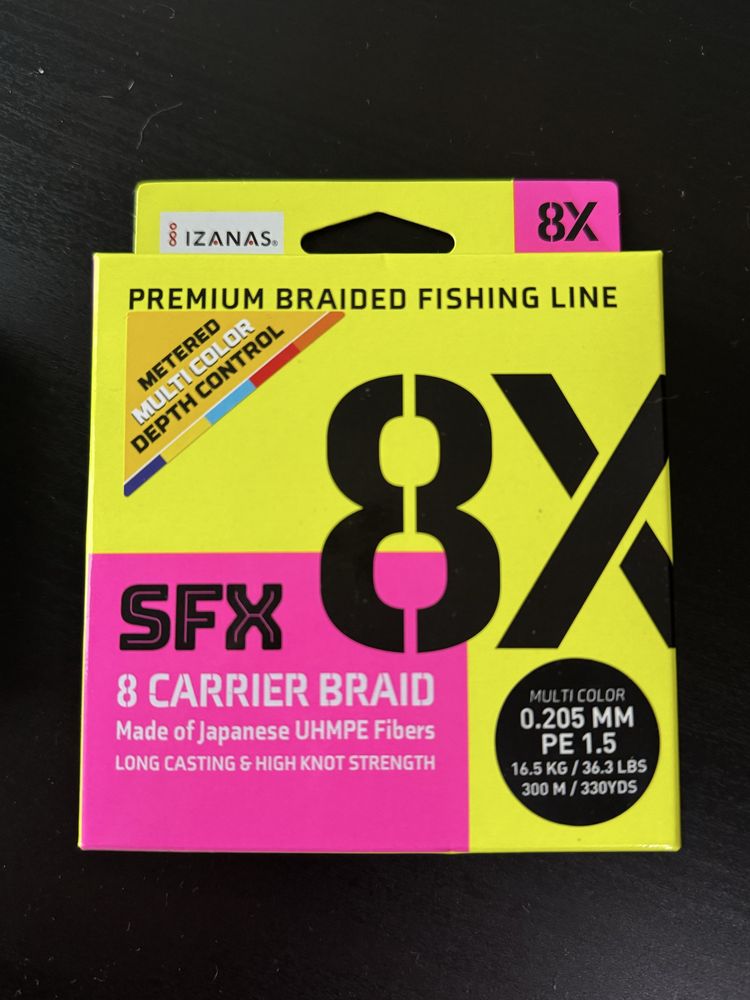 IZANAS®
8X
PREMIUM BRAIDED FISHING LINE
METERED
MULTI COLOR
DEPTH CONTROL
8X
SFX
8 CARRIER BRAID
Made of Japanese UHMPE Fibers
LONG CASTING & HIGH KNOT STRENGTH
MULTI COLOR
0.205 MM
PE 1.5
16.5 KG / 36.3 LBS
300 M / 330YDS